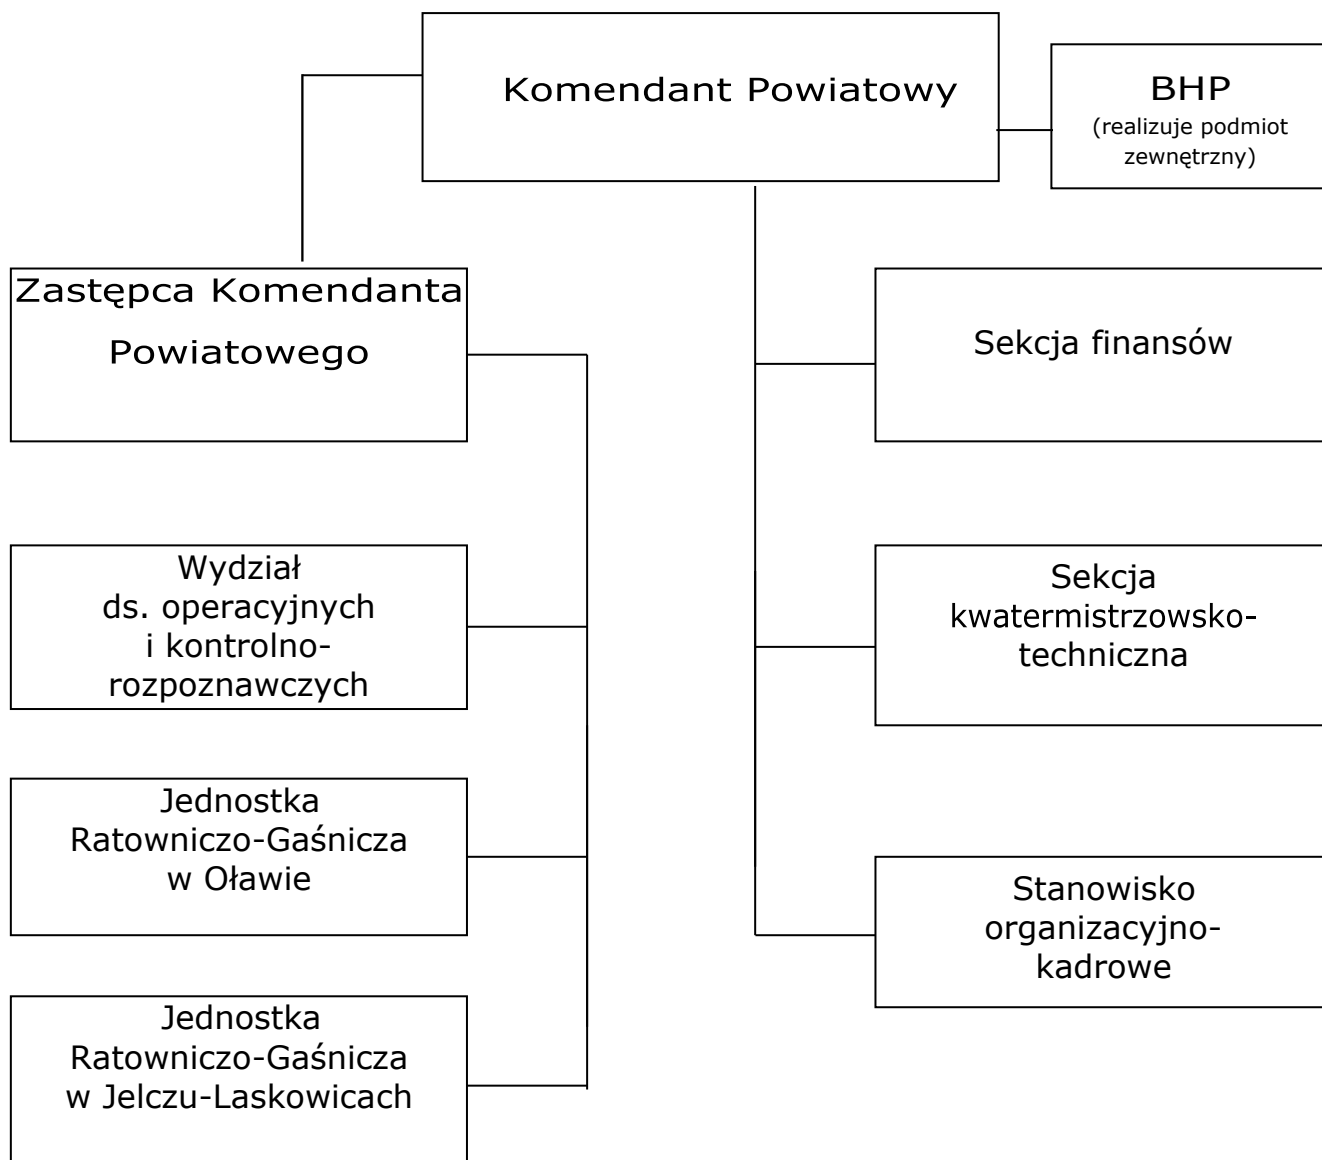 Komendant Powiatowy
BHP
(realizuje podmiot
zewnętrzny)
Zastępca Komendanta
Powiatowego
Sekcja finansów
Wydział
ds. operacyjnych
i kontrolno-
rozpoznawczych
Sekcja
kwatermistrzowsko-
techniczna
Jednostka
Ratowniczo-Gaśnicza
w Oławie
Stanowisko
organizacyjno-
kadrowe
Jednostka
Ratowniczo-Gaśnicza
w Jelczu-Laskowicach